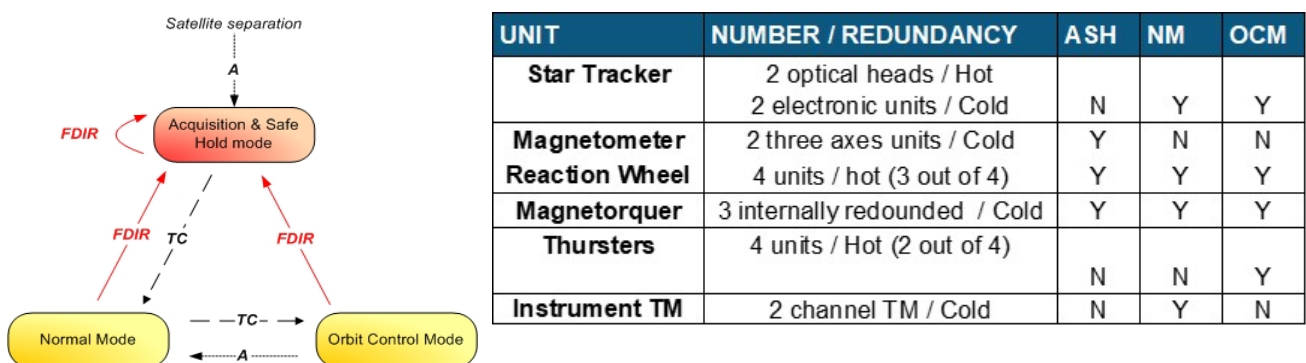 Satellite separation
A
FDIR
Acquisition & Safe
Hold mode
FDIR
TC
FDIR
Normal Mode
TC
A
Orbit Control Mode
UNIT NUMBER / REDUNDANCY ASH NM OCM
Star Tracker 2 optical heads / Hot
2 electronic units / Cold N Y Y
Magnetometer 2 three axes units / Cold Y N N
Reaction Wheel 4 units / hot (3 out of 4) Y Y Y
Magnetorquer 3 internally redounded / Cold Y Y Y
Thursters 4 units / Hot (2 out of 4)
N N Y
Instrument TM 2 channel TM / Cold N Y N